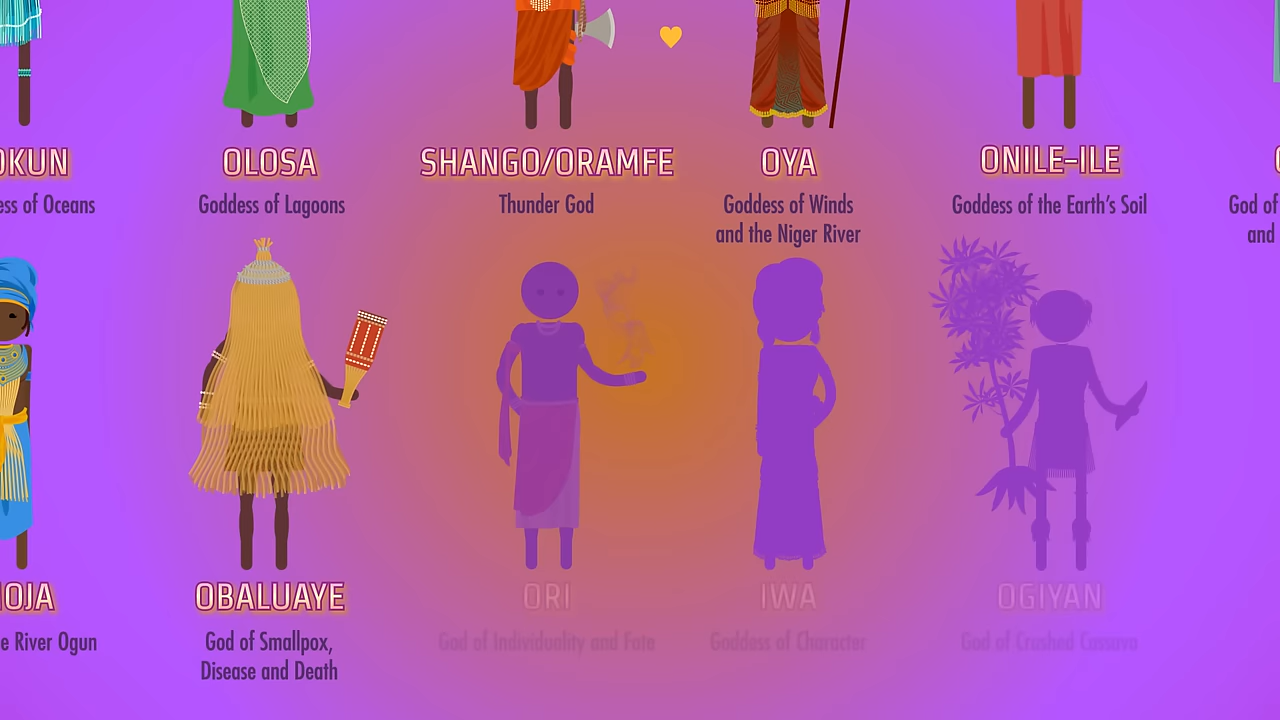 OKUN
OLOSA
SHANGO/ORAMFE
OYA
ONILE-ILE
ess of Oceans
Goddess of Lagoons
Thunder God
Goddess of Winds
and the Niger River
Goddess of the Earth's Soil
God of
and
OJA
OBALUAYE
ORI
IWA
OGIYAN
e River Ogun
God of Smallpox,
Disease and Death
God of Individuality and Fate
Goddess of Character
God of Crushed Cassava